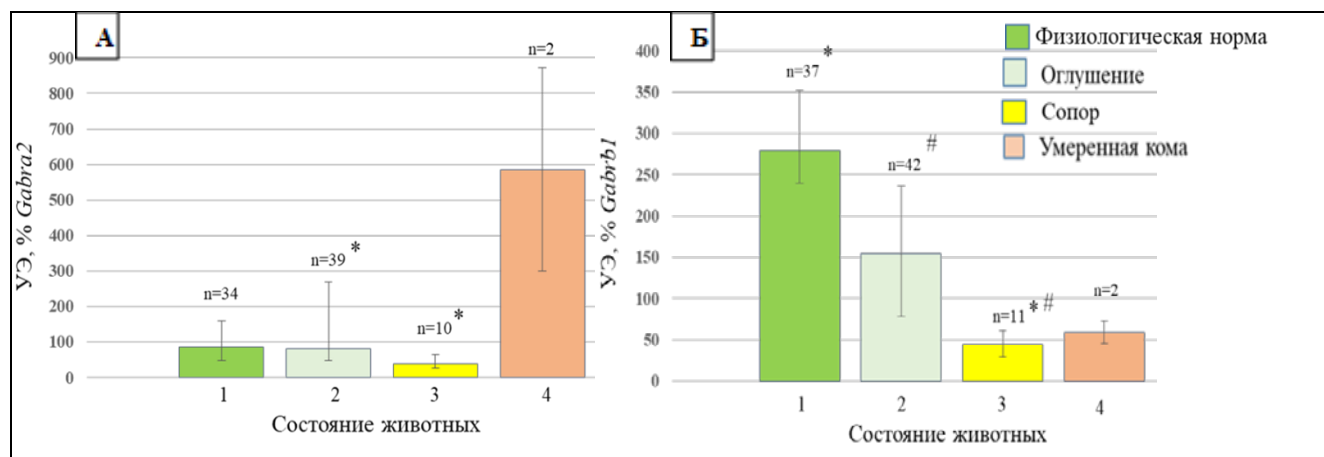 А
УЭ, % Gabra2
900
800
700
600
500
400
300
200
100
0
n=34
n=39 *
n=10 *
n=2
1 2 3 4
Состояние животных
Б
УЭ, % Gabrb1
400
350
300
250
200
150
100
50
0
n=37 *
n=42 #
n=11 * #
n=2
1 2 3 4
Состояние животных
Физиологическая норма
Оглушение
Сопор
Умеренная кома